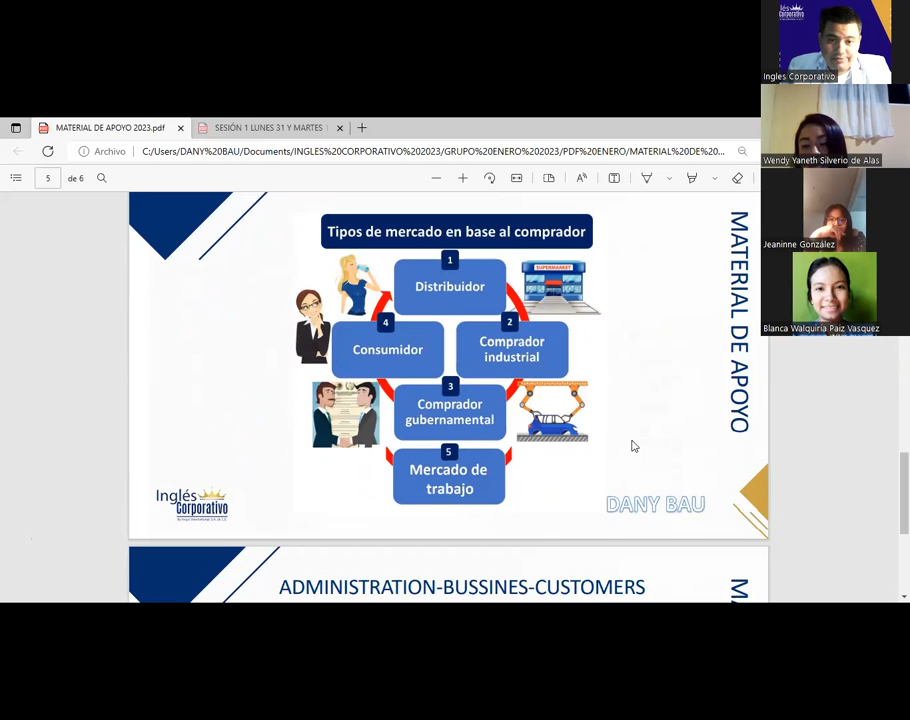 lés
Corporativo
Ingles Corporativo
MATERIAL DE APOYO 2023.pdf
SESIÓN 1 LUNES 31 Y MARTES
Wendy Yaneth Silverio de Alas
Archivo
C:/Users/DANY%20BAU/Documents/INGLES%20CORPORATIVO%202023/GRUPO%20ENERO%202023/PDF%20ENERO/MATERIAL%20DE%20...
5
de 6
Tipos de mercado en base al comprador
1
Distribuidor
SUPERMARKET
4
Consumidor
2
Comprador
industrial
3
Comprador
gubernamental
5
Mercado de
trabajo
Jeaninne González
Blanca Walquiria Paiz Vasquez
MATERIAL DE APOYO
Inglés
Corporativo
DANY BAU
ADMINISTRATION-BUSSINES-CUSTOMERS
MA